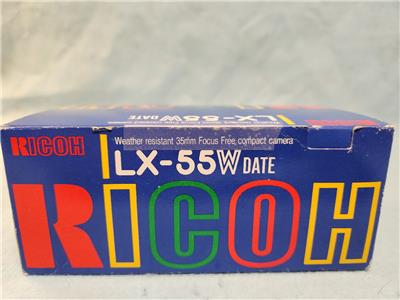 LX-55W DATE
RICOH
Weather resistant 35mm Focus Free compact camera
LX-55W DATE
RICOH